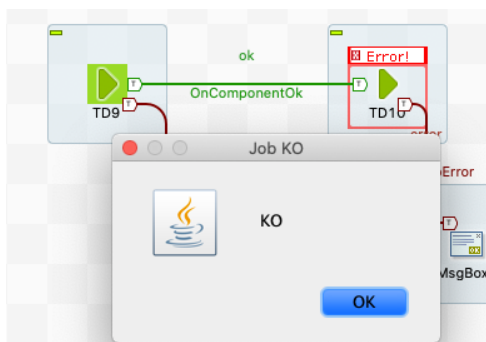 ok
Error!
OnComponentOk
TD9
TD10
Job KO
Error
KO
MsgBox
OK